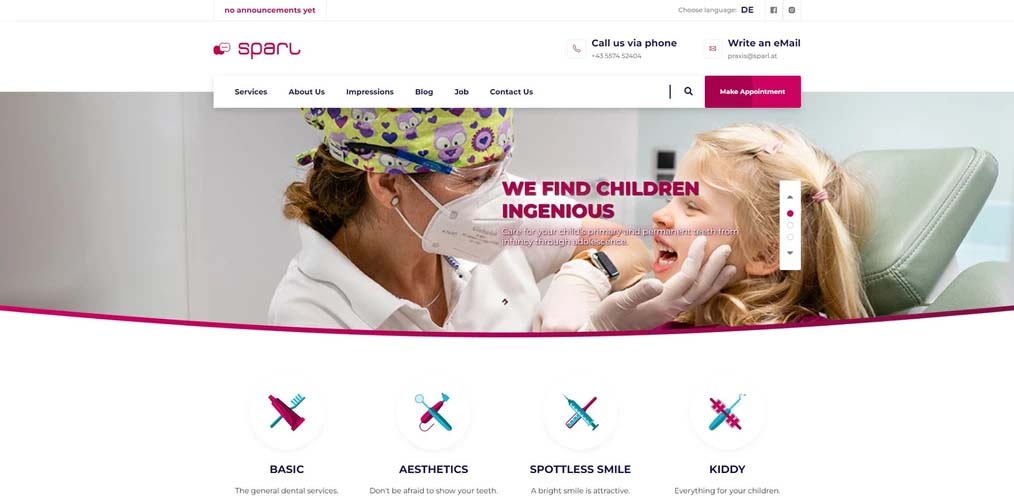 no announcements yet
Choose language: DE
sparl
Call us via phone
+43 5574 52404
Write an eMail
praxis@sparl.at
Services About Us Impressions Blog Job Contact Us
Make Appointment
WE FIND CHILDREN
INGENIOUS
Care for your child's primary and permanent teeth from
infancy through adolescence.
BASIC
The general dental services.
AESTHETICS
Don't be afraid to show your teeth.
SPOTTLESS SMILE
A bright smile is attractive.
KIDDY
Everything for your children.